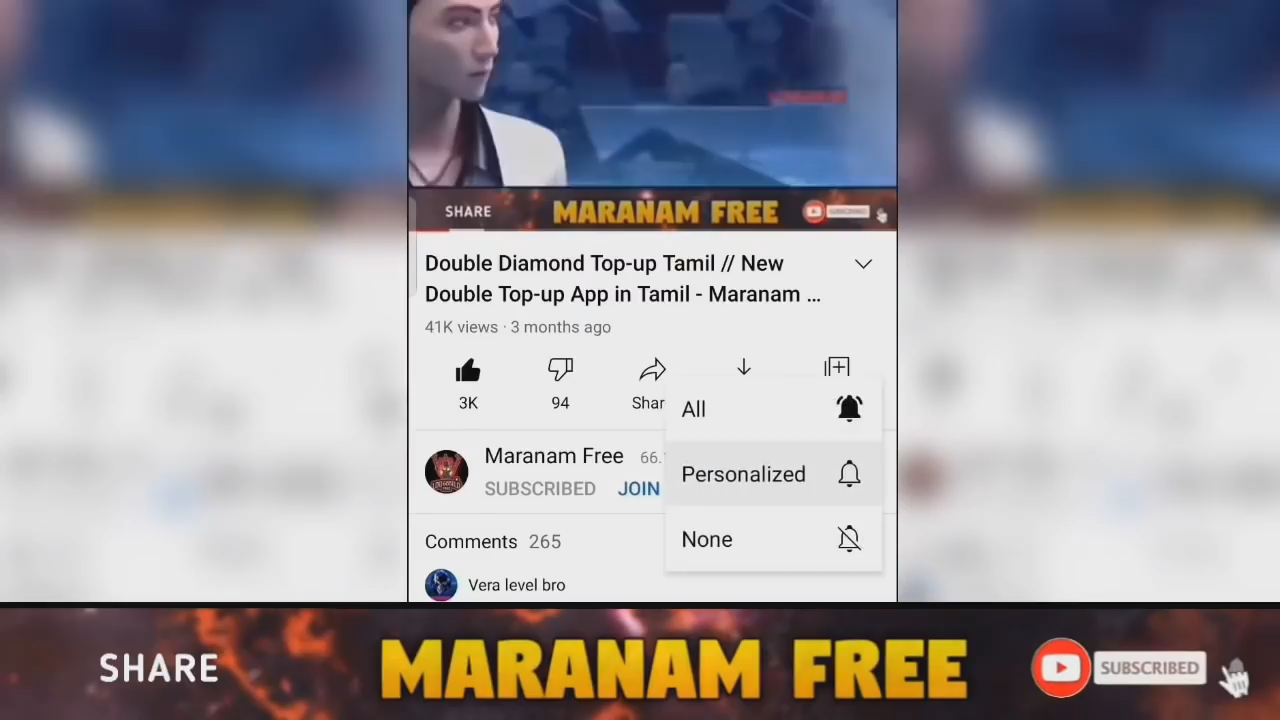 SHARE
MARANAM FREE
SUBSCRIBED
Double Diamond Top-up Tamil // New
Double Top-up App in Tamil - Maranam ...
41K views · 3 months ago
3K
94
Shar
All
Maranam Free 66.
Personalized
SUBSCRIBED JOIN
None
Comments 265
Vera level bro
SHARE
MARANAM FREE
SUBSCRIBED